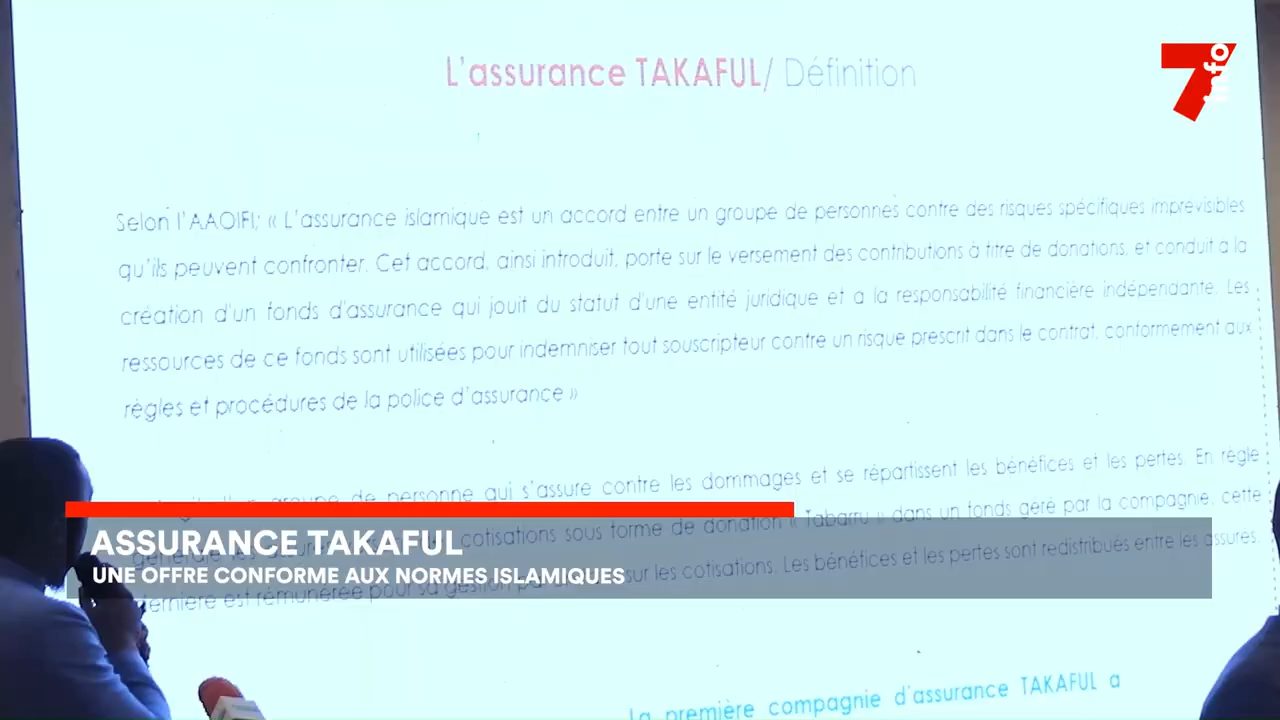 7info
L'assurance TAKAFUL/ Définition
Selon l'AAOIFI; « L'assurance islamique est un accord entre un groupe de personnes contre des risques spécifiques imprévisibles
qu'ils peuvent confronter. Cet accord, ainsi introduit, porte sur le versement des contributions à titre de donations, et conduit à la
création d'un fonds d'assurance qui jouit du statut d'une entité juridique et a la responsabilité financière indépendante. Les
ressources de ce fonds sont utilisées pour indemniser tout souscripteur contre un risque prescrit dans le contrat, conformement aux
règles et procédures de la police d'assurance »
groupe de personne qui s'assure contre les dommages et se répartissent les bénéfices et les pertes. En règle
générale les cotisations sous forme de donation « Tabarru » dans un fonds géré par la compagnie, cette
dernière est rémunérée pour sa gestion sur les cotisations. Les bénéfices et les pertes sont redistribués entre les assures.
ASSURANCE TAKAFUL
UNE OFFRE CONFORME AUX NORMES ISLAMIQUES
La première compagnie d'assurance TAKAFUL a